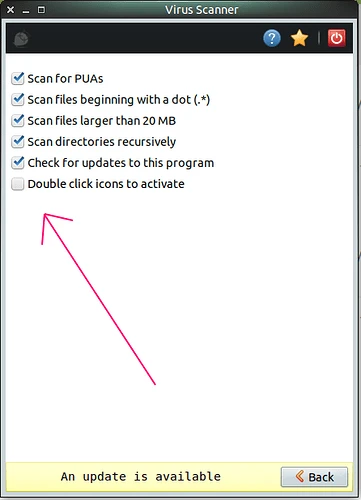 Virus Scanner
Scan for PUAs
Scan files beginning with a dot (.*)
Scan files larger than 20 MB
Scan directories recursively
Check for updates to this program
Double click icons to activate
An update is available
Back